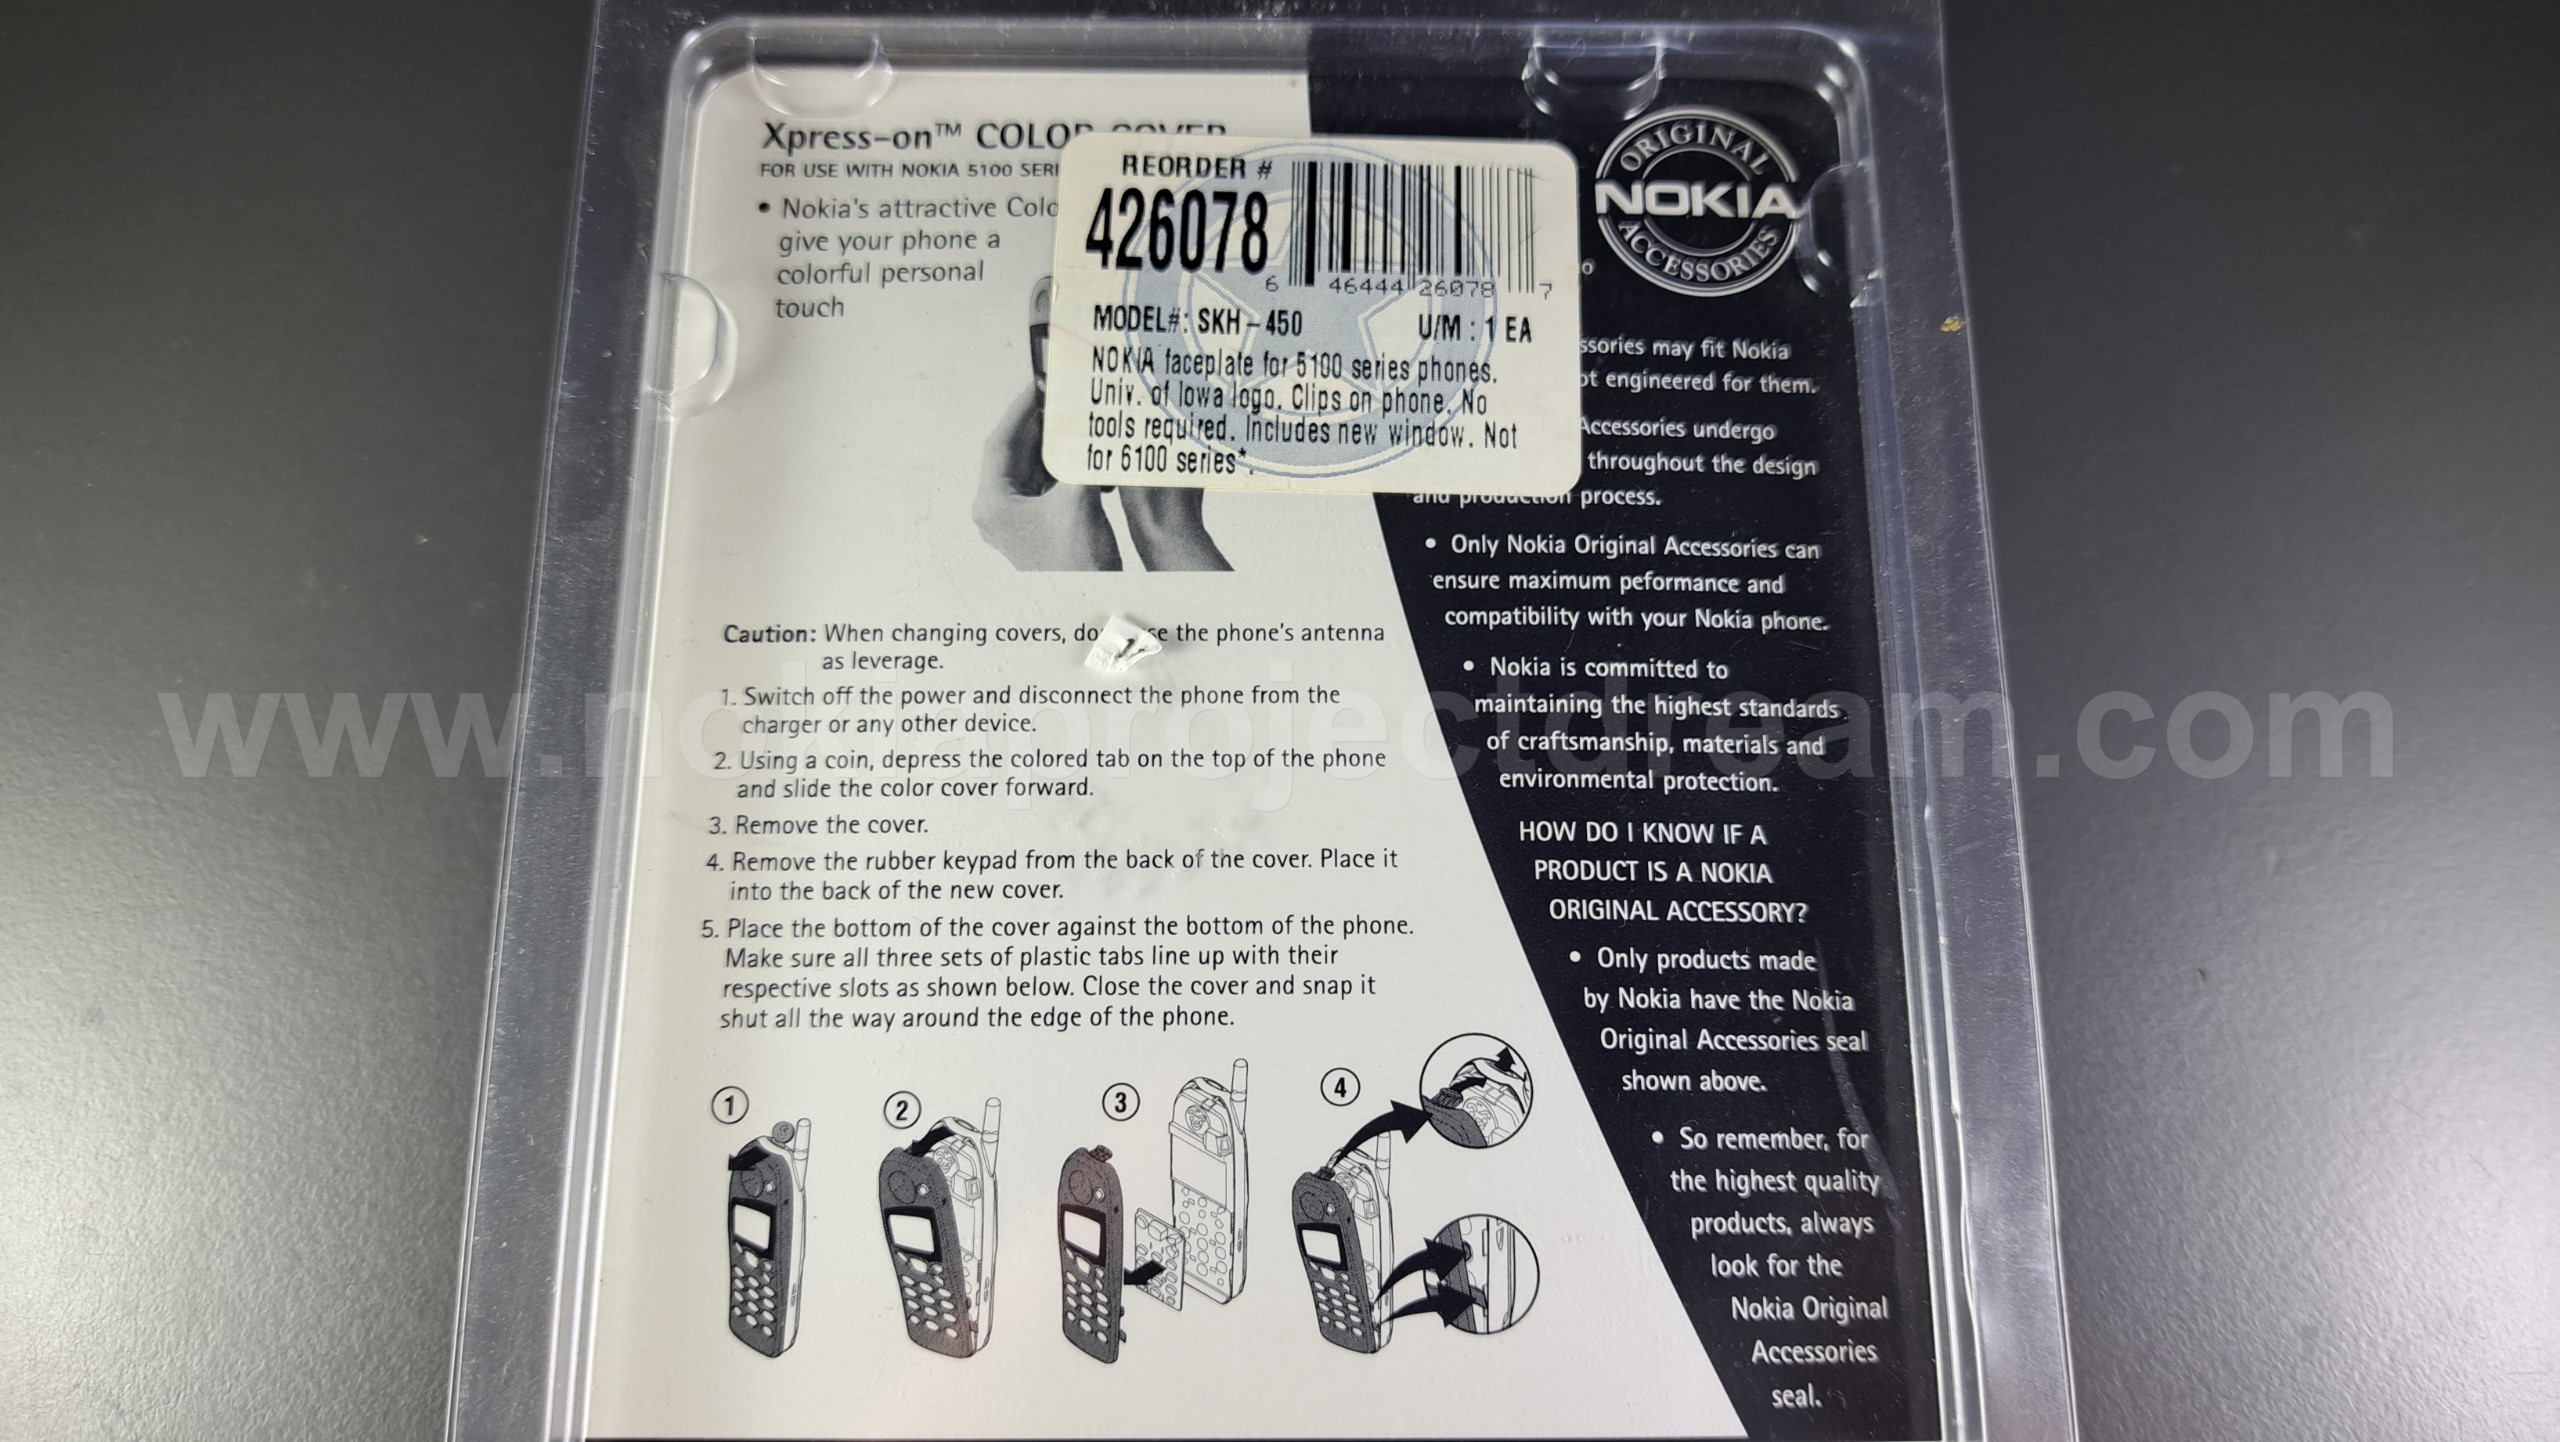 Xpress-on™ COLOR COVER
FOR USE WITH NOKIA 5100 SERI
• Nokia's attractive Colo
give your phone a
colorful personal
touch
REORDER #
426078
6 46444 26078 7
MODEL#: SKH-450 U/M : 1 EA
NOKIA faceplate for 5100 series phones.
Univ. of Iowa logo. Clips on phone. No
tools required. Includes new window. Not
for 6100 series*.
ORIGINAL
NOKIA
ACCESSORIES
ssories may fit Nokia
ot engineered for them.
Accessories undergo
throughout the design
and production process.
• Only Nokia Original Accessories can
ensure maximum peformance and
compatibility with your Nokia phone.
• Nokia is committed to
maintaining the highest standards
of craftsmanship, materials and
environmental protection.
HOW DO I KNOW IF A
PRODUCT IS A NOKIA
ORIGINAL ACCESSORY?
• Only products made
by Nokia have the Nokia
Original Accessories seal
shown above.
• So remember, for
the highest quality
products, always
look for the
Nokia Original
Accessories
seal.
Caution: When changing covers, do the phone's antenna
as leverage.
1. Switch off the power and disconnect the phone from the
charger or any other device.
2. Using a coin, depress the colored tab on the top of the phone
and slide the color cover forward.
3. Remove the cover.
4. Remove the rubber keypad from the back of the cover. Place it
into the back of the new cover.
5. Place the bottom of the cover against the bottom of the phone.
Make sure all three sets of plastic tabs line up with their
respective slots as shown below. Close the cover and snap it
shut all the way around the edge of the phone.
1 2 3 4
www.nokiaprojectdream.com